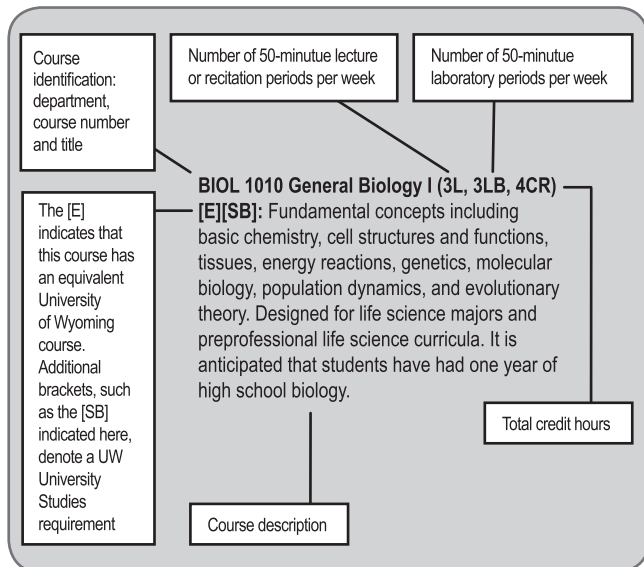 Course
identification:
department,
course number
and title
Number of 50-minutue lecture
or recitation periods per week
Number of 50-minutue
laboratory periods per week
BIOL 1010 General Biology I (3L, 3LB, 4CR)
[E][SB]: Fundamental concepts including
basic chemistry, cell structures and functions,
tissues, energy reactions, genetics, molecular
biology, population dynamics, and evolutionary
theory. Designed for life science majors and
preprofessional life science curricula. It is
anticipated that students have had one year of
high school biology.
The [E]
indicates that
this course has
an equivalent
University
of Wyoming
course.
Additional
brackets, such
as the [SB]
indicated here,
denote a UW
University
Studies
requirement
Total credit hours
Course description